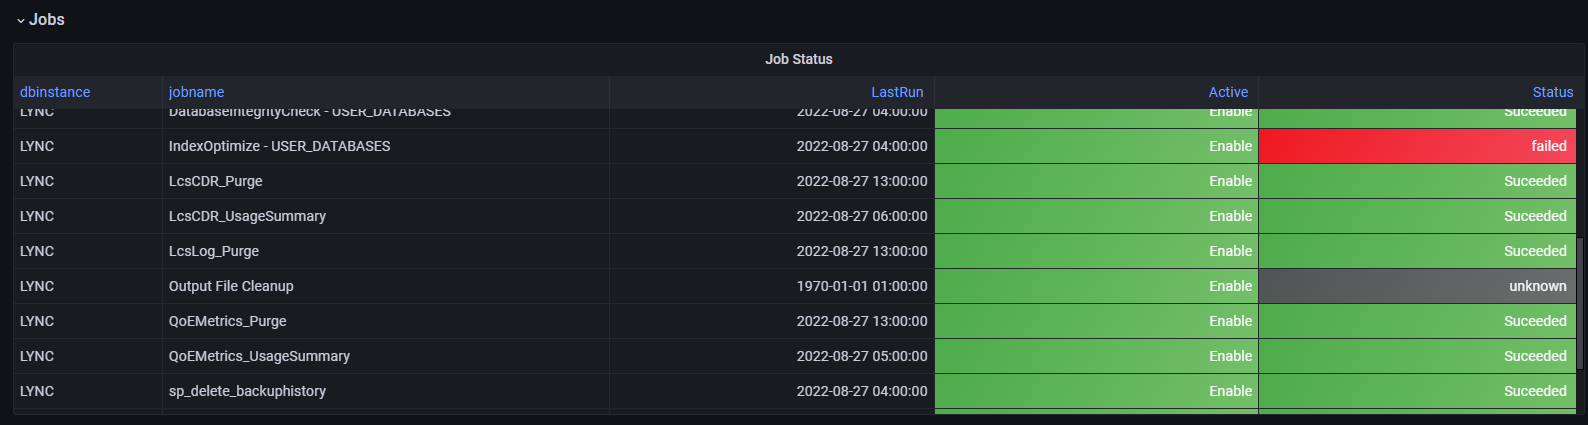 Jobs
Job Status
dbinstance jobname LastRun Active Status
LYNC DatabaseIntegrityCheck - USER_DATABASES 2022-08-27 04:00:00 Enable Suceeded
LYNC IndexOptimize - USER_DATABASES 2022-08-27 04:00:00 Enable failed
LYNC LcsCDR_Purge 2022-08-27 13:00:00 Enable Suceeded
LYNC LcsCDR_UsageSummary 2022-08-27 06:00:00 Enable Suceeded
LYNC LcsLog_Purge 2022-08-27 13:00:00 Enable Suceeded
LYNC Output File Cleanup 1970-01-01 01:00:00 Enable unknown
LYNC QoEMetrics_Purge 2022-08-27 13:00:00 Enable Suceeded
LYNC QoEMetrics_UsageSummary 2022-08-27 05:00:00 Enable Suceeded
LYNC sp_delete_backuphistory 2022-08-27 04:00:00 Enable Suceeded